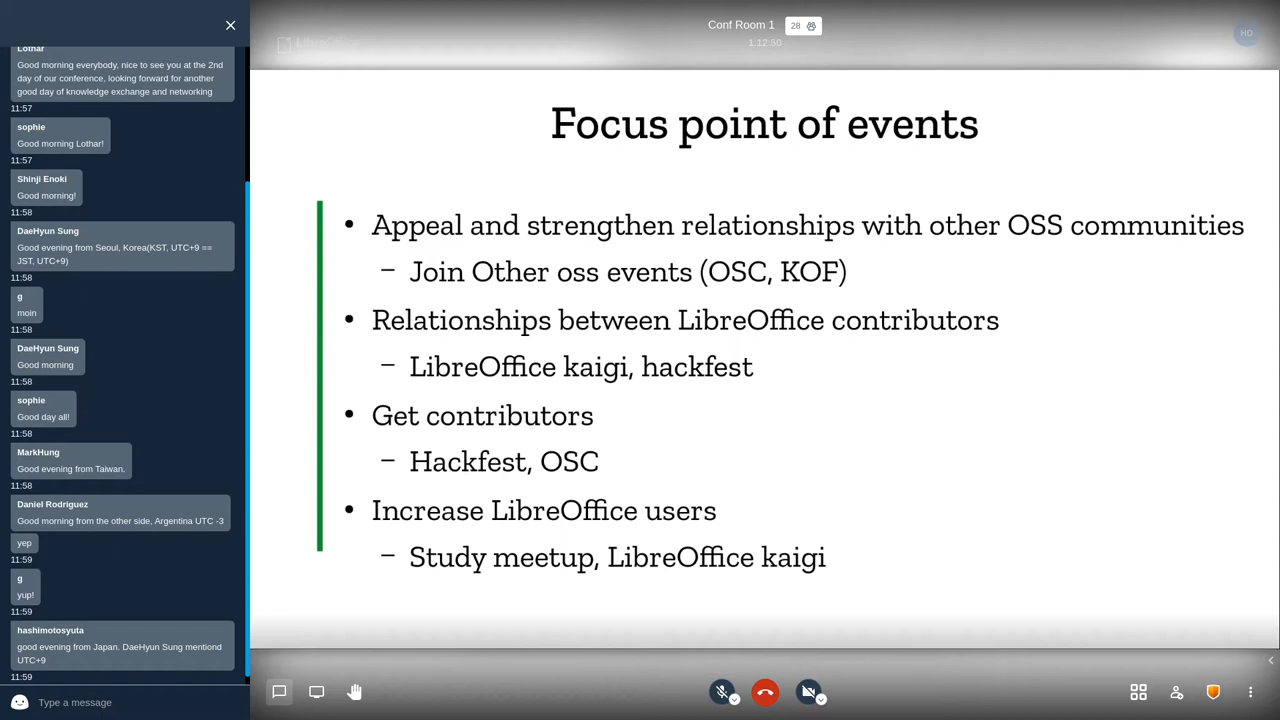 Lothar
Good morning everybody, nice to see you at the 2nd
day of our conference, looking forward for another
good day of knowledge exchange and networking
11:57
sophie
Good morning Lothar!
11:57
Shinji Enoki
Good morning!
11:58
DaeHyun Sung
Good evening from Seoul, Korea(KST, UTC+9 ==
JST, UTC+9)
11:58
g
moin
11:58
DaeHyun Sung
Good morning
11:58
sophie
Good day all!
11:58
MarkHung
Good evening from Taiwan.
11:58
Daniel Rodriguez
Good morning from the other side, Argentina UTC -3
yep
11:59
g
yup!
11:59
hashimotosyuta
good evening from Japan. DaeHyun Sung mentiond
UTC+9
11:59
Type a message
Conf Room 1 28
1:12:50
LibreOffice
HD
Focus point of events
• Appeal and strengthen relationships with other OSS communities
– Join Other oss events (OSC, KOF)
• Relationships between LibreOffice contributors
– LibreOffice kaigi, hackfest
• Get contributors
– Hackfest, OSC
• Increase LibreOffice users
– Study meetup, LibreOffice kaigi